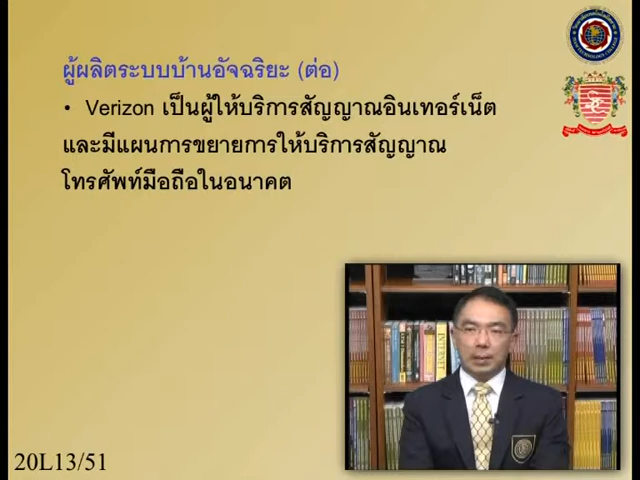 ผู้ผลิตระบบบ้านอัจฉริยะ (ต่อ)
• Verizon เป็นผู้ให้บริการสัญญาณอินเทอร์เน็ต
และมีแผนการขยายการให้บริการสัญญาณ
โทรศัพท์มือถือในอนาคต
INTERNET
20L13/51